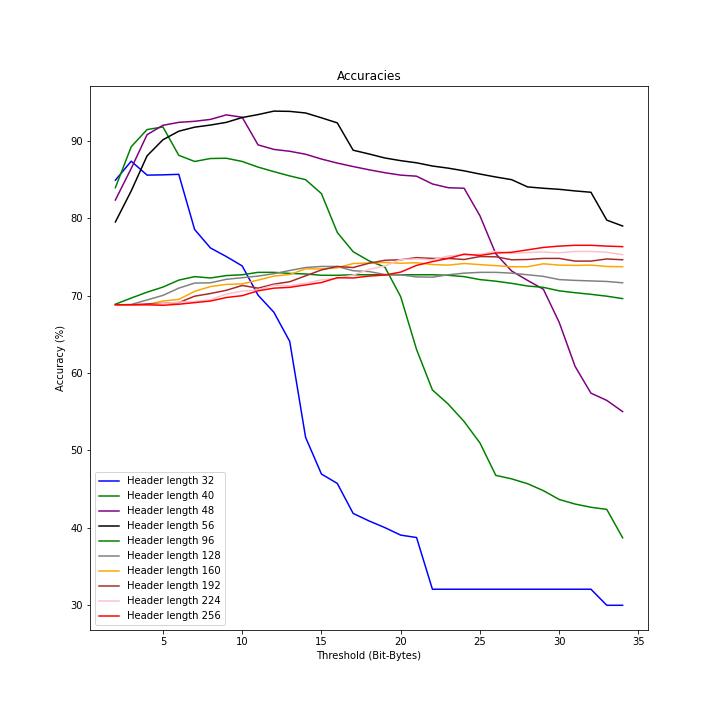 Accuracies
Accuracy (%)
90
80
70
60
50
40
30
Header length 32
Header length 40
Header length 48
Header length 56
Header length 96
Header length 128
Header length 160
Header length 192
Header length 224
Header length 256
5 10 15 20 25 30 35
Threshold (Bit-Bytes)